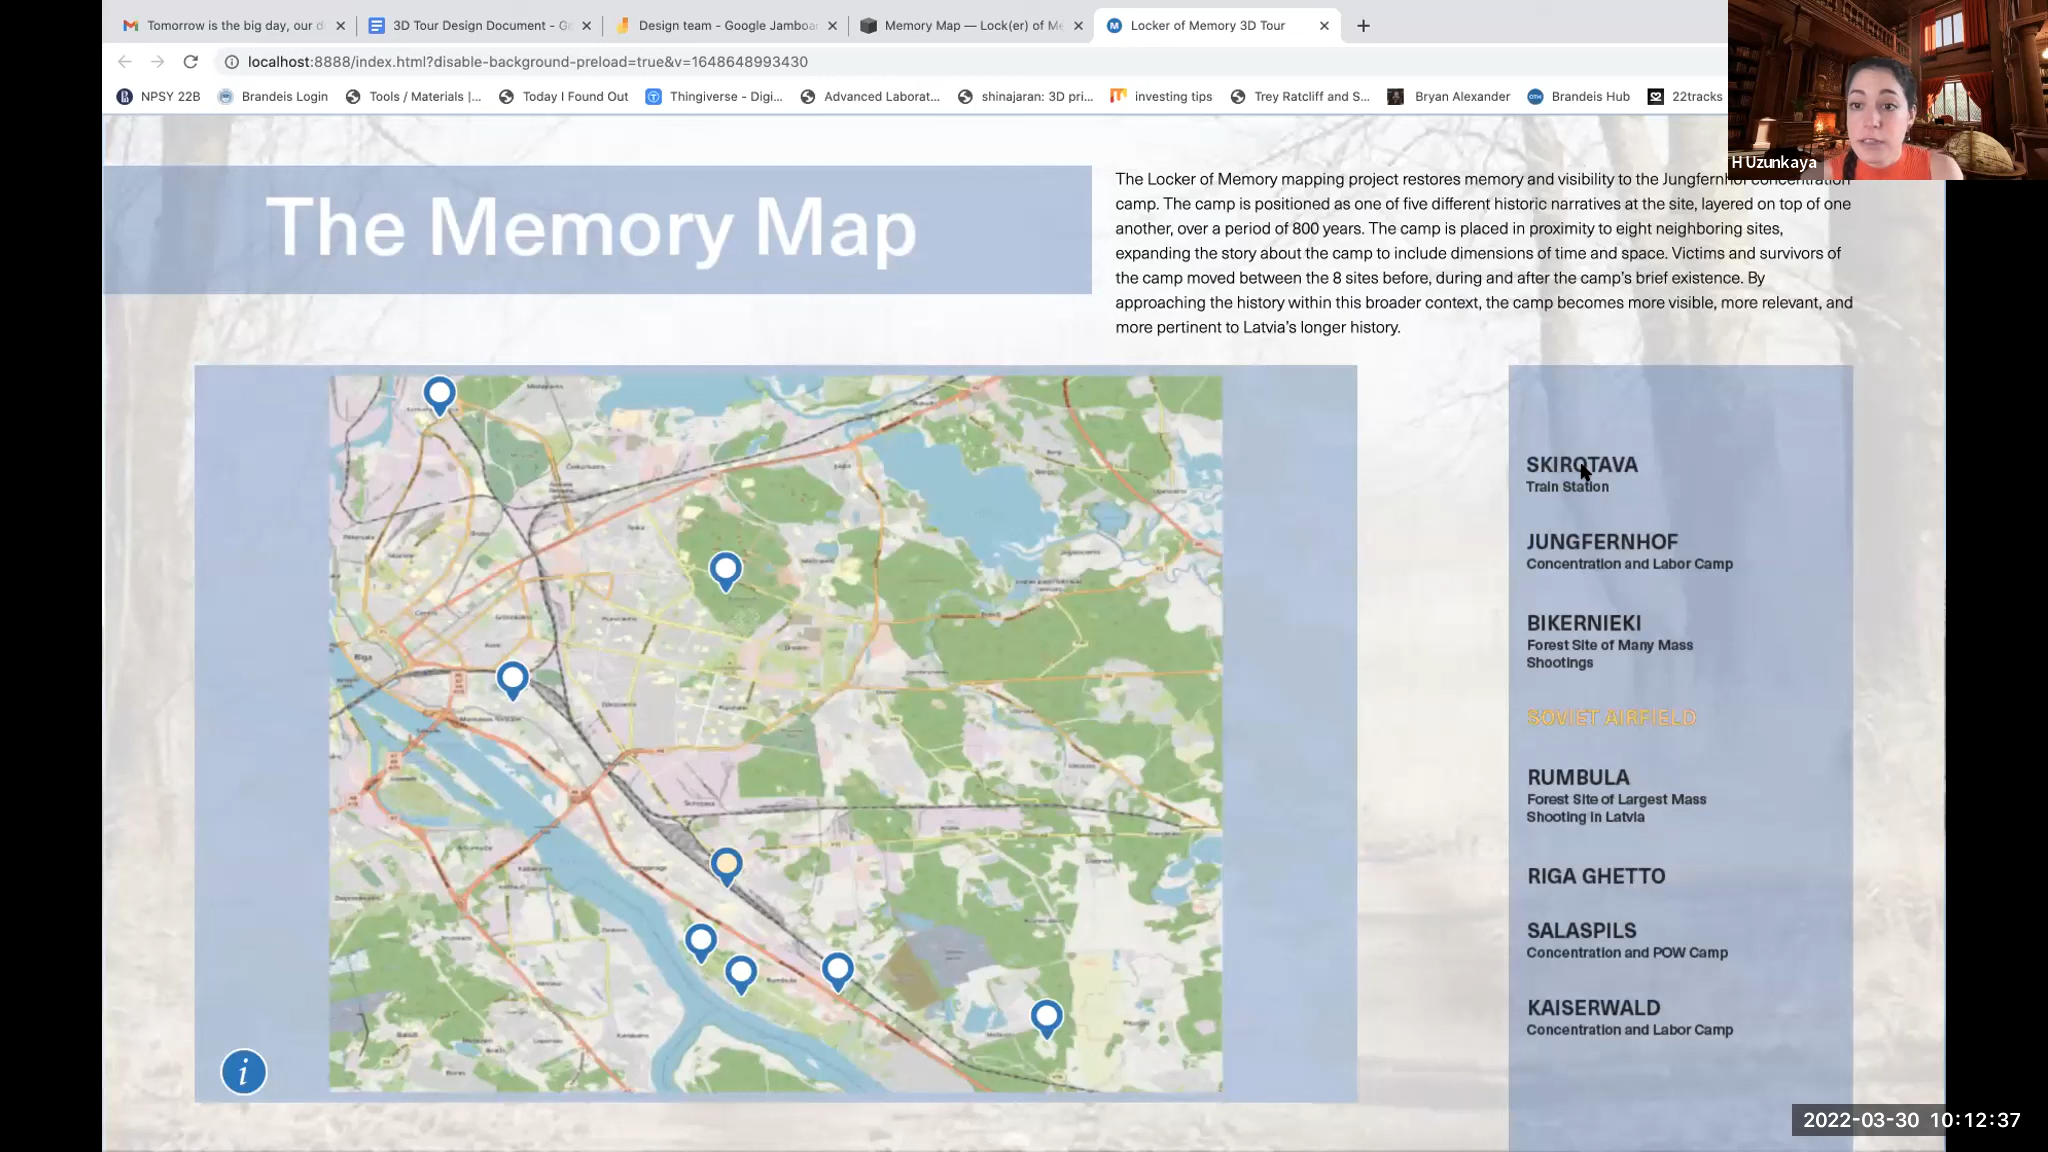 Tomorrow is the big day, our d
3D Tour Design Document - G
Design team - Google Jamboa
Memory Map — Lock(er) of Me
Locker of Memory 3D Tour
localhost:8888/index.html?disable-background-preload=true&v=1648648993430
NPSY 22B
Brandeis Login
Tools / Materials |...
Today I Found Out
Thingiverse - Digi...
Advanced Laborat...
shinajaran: 3D pri...
investing tips
Trey Ratcliff and S...
Bryan Alexander
Brandeis Hub
22tracks
H Uzunkaya
The Memory Map
The Locker of Memory mapping project restores memory and visibility to the Jungfernhof concentration
camp. The camp is positioned as one of five different historic narratives at the site, layered on top of one
another, over a period of 800 years. The camp is placed in proximity to eight neighboring sites,
expanding the story about the camp to include dimensions of time and space. Victims and survivors of
the camp moved between the 8 sites before, during and after the camp's brief existence. By
approaching the history within this broader context, the camp becomes more visible, more relevant, and
more pertinent to Latvia's longer history.
Riga
Rumbula
i
SKIROTAVA
Train Station
JUNGFERNHOF
Concentration and Labor Camp
BIKERNIEKI
Forest Site of Many Mass
Shootings
SOVIET AIRFIELD
RUMBULA
Forest Site of Largest Mass
Shooting in Latvia
RIGA GHETTO
SALASPILS
Concentration and POW Camp
KAISERWALD
Concentration and Labor Camp
2022-03-30 10:12:37